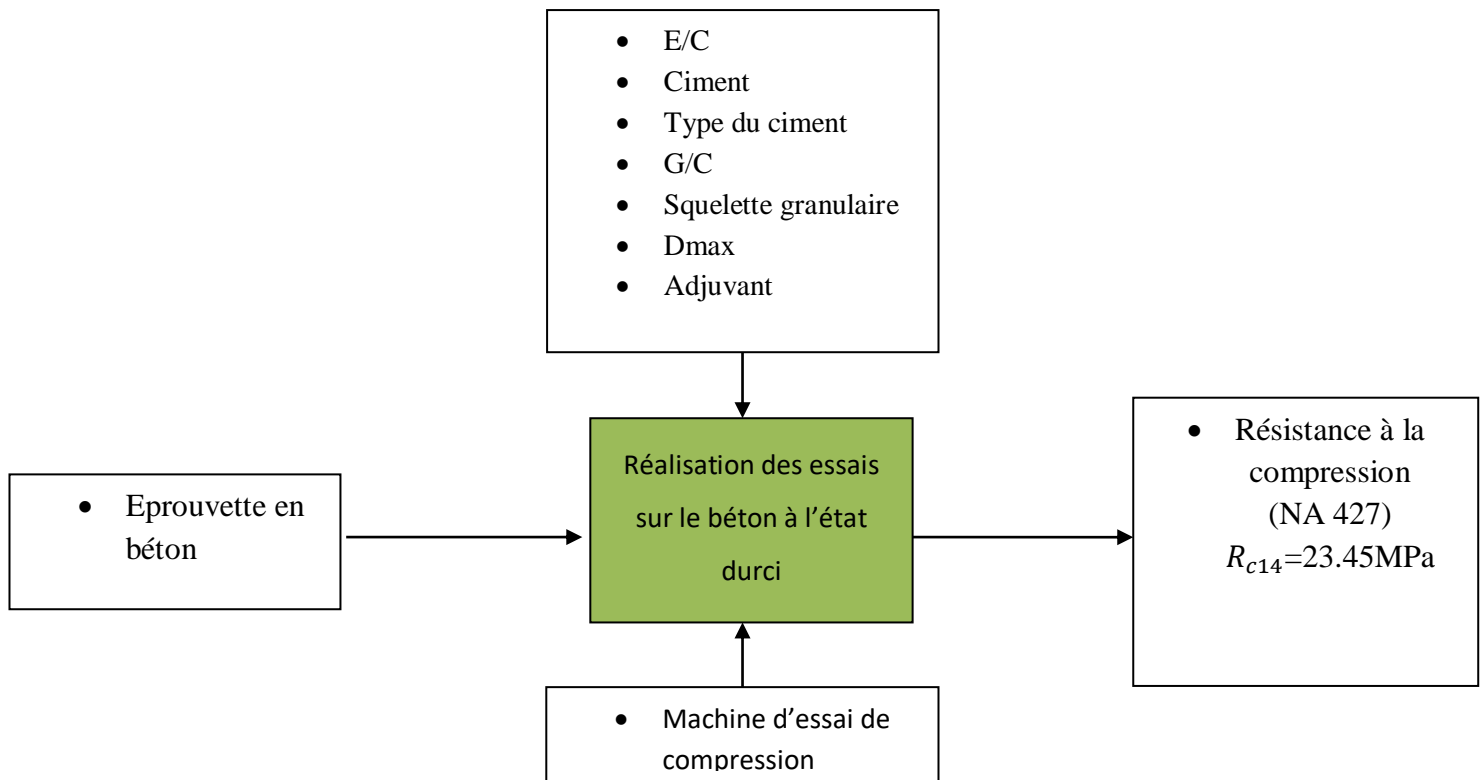 • E/C
• Ciment
• Type du ciment
• G/C
• Squelette granulaire
• Dmax
• Adjuvant
• Eprouvette en
béton
Réalisation des essais
sur le béton à l’état
durci
• Résistance à la
compression
(NA 427)
𝑅𝑐14=23.45MPa
• Machine d’essai de
compression